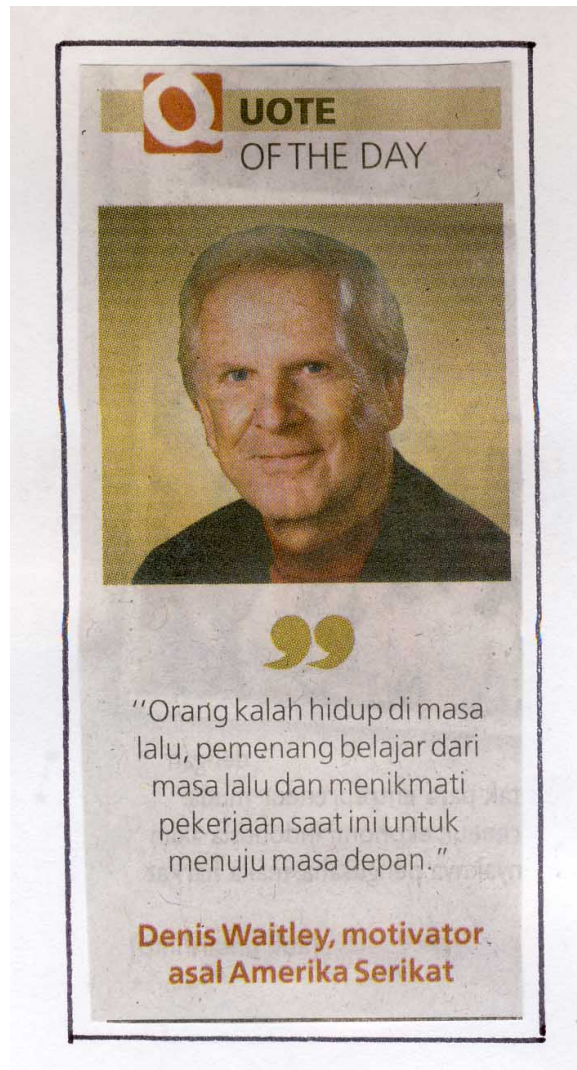 QUOTE
OF THE DAY
"Orang kalah hidup di masa
lalu, pemenang belajar dari
masa lalu dan menikmati
pekerjaan saat ini untuk
menuju masa depan."
Denis Waitley, motivator
asal Amerika Serikat